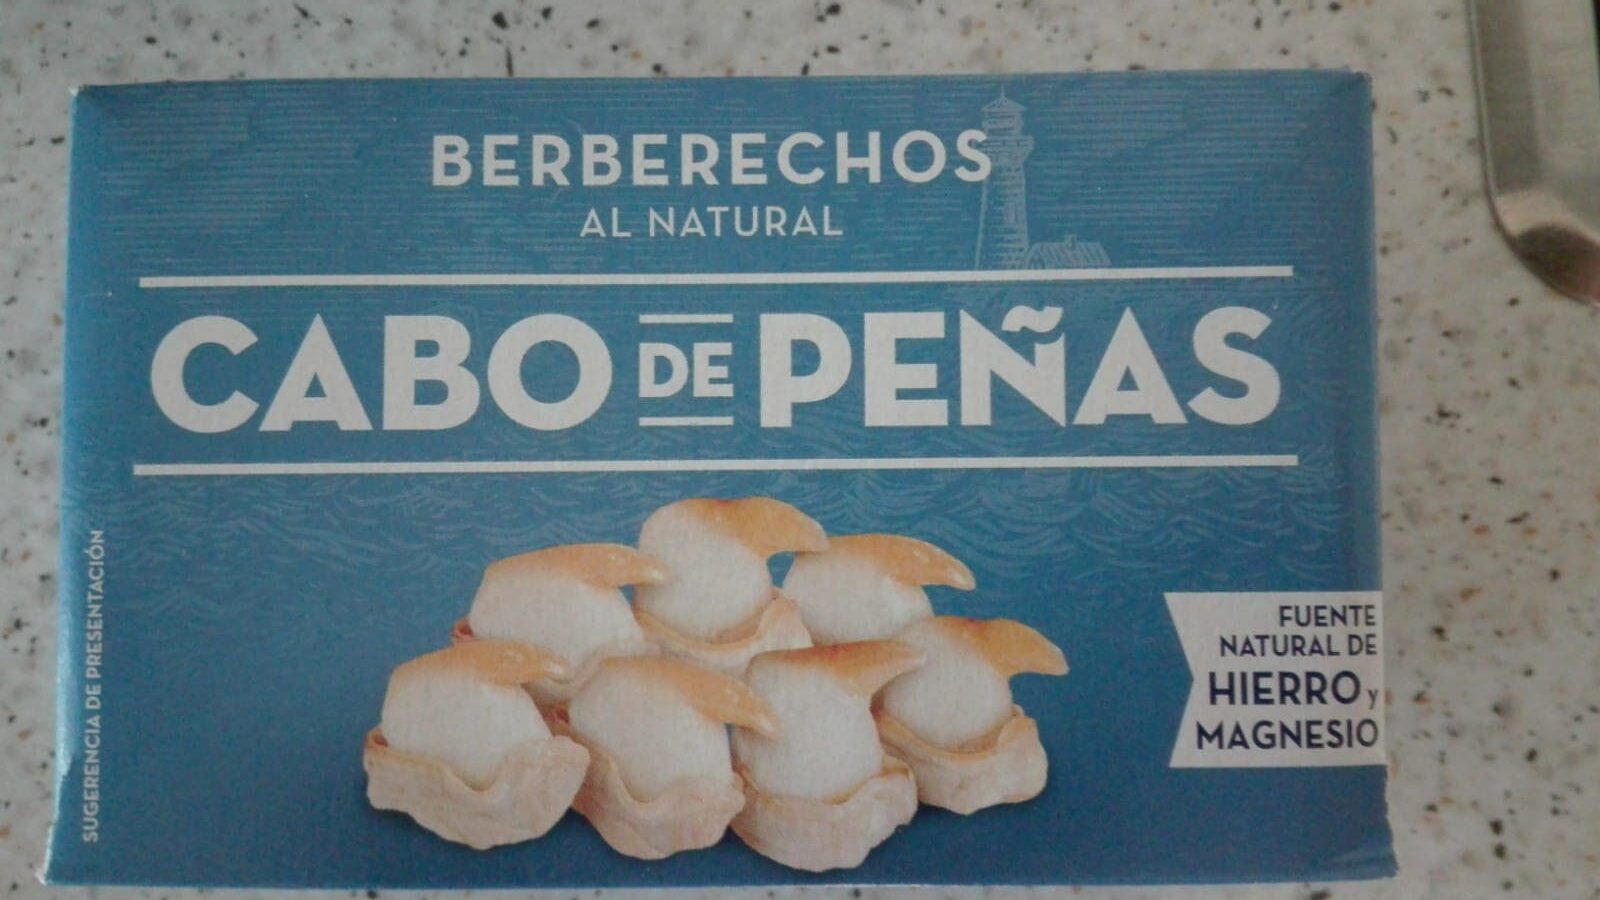 BERBERECHOS
AL NATURAL
CABO DE PEÑAS
FUENTE
NATURAL DE
HIERRO y
MAGNESIO
SUGERENCIA DE PRESENTACIÓN